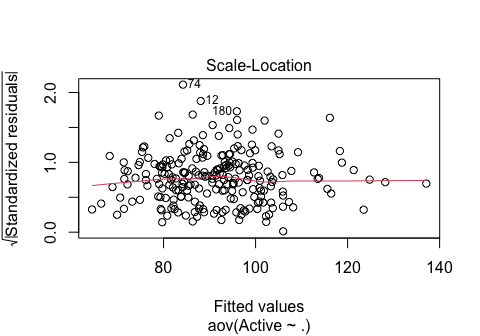 Scale-Location
√|Standardized residuals|
2.0
1.0
0.0
74
12
180
80 100 120 140
Fitted values
aov(Active ~ .)